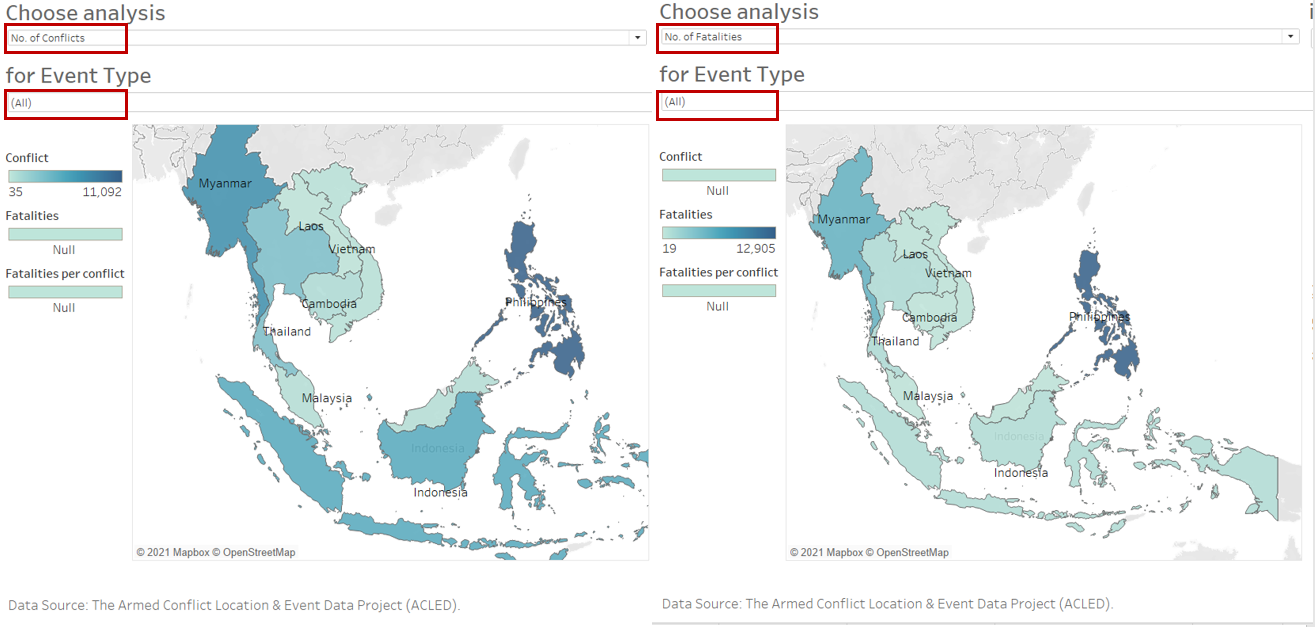 Choose analysis
No. of Conflicts
for Event Type
(All)
Conflict
35 11,092
Fatalities
Null
Fatalities per conflict
Null
Myanmar
Laos
Vietnam
Cambodia
Thailand
Philippines
Malaysia
Indonesia
Indonesia
© 2021 Mapbox © OpenStreetMap
Data Source: The Armed Conflict Location & Event Data Project (ACLED).
Choose analysis
No. of Fatalities
for Event Type
(All)
Conflict
Null
Fatalities
19 12,905
Fatalities per conflict
Null
Myanmar
Laos
Vietnam
Cambodia
Thailand
Philippines
Malaysia
Indonesia
Indonesia
© 2021 Mapbox © OpenStreetMap
Data Source: The Armed Conflict Location & Event Data Project (ACLED).